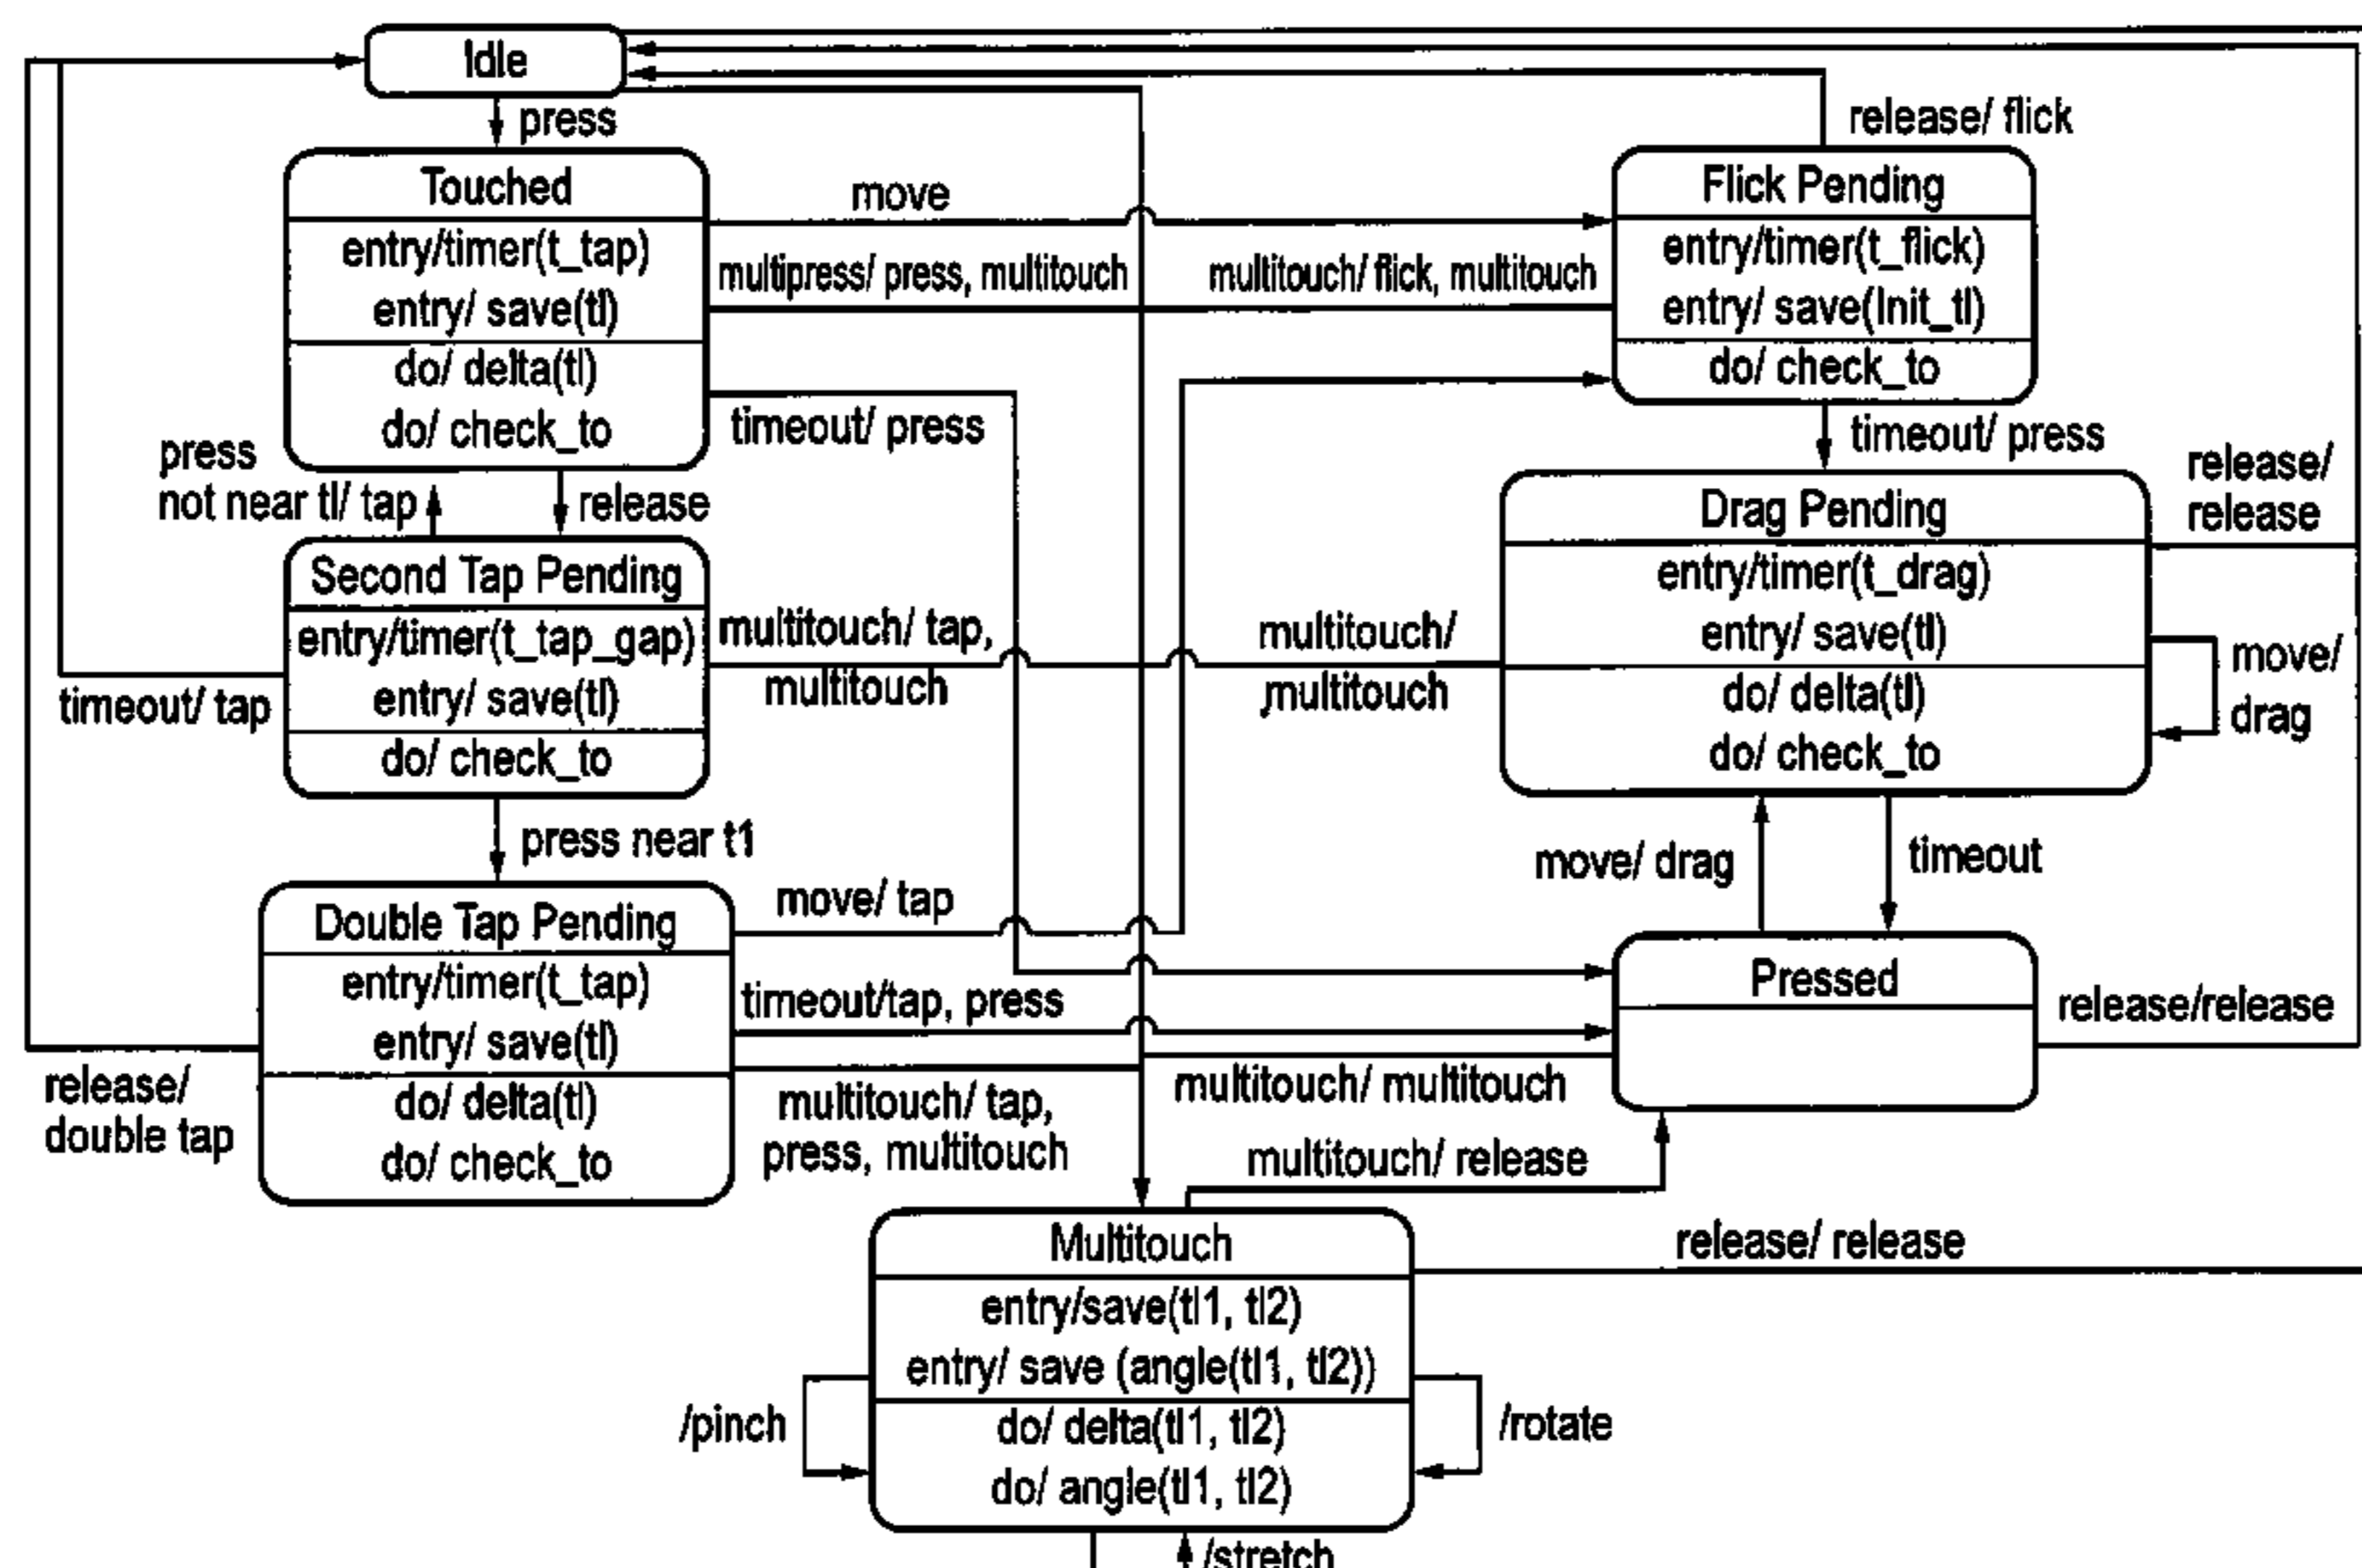 Idle
press
release/ flick
Touched
entry/timer(t_tap)
entry/ save(tl)
do/ delta(tl)
do/ check_to
move
multipress/ press, multitouch
multitouch/ flick, multitouch
timeout/ press
Flick Pending
entry/timer(t_flick)
entry/ save(Init_tl)
do/ check_to
timeout/ press
press
not near tl/ tap
release
Second Tap Pending
entry/timer(t_tap_gap)
entry/ save(tl)
do/ check_to
timeout/ tap
multitouch/ tap,
multitouch
multitouch/
multitouch
Drag Pending
entry/timer(t_drag)
entry/ save(tl)
do/ delta(tl)
do/ check_to
release/
release
move/
drag
press near t1
move/ drag
timeout
Double Tap Pending
entry/timer(t_tap)
entry/ save(tl)
do/ delta(tl)
do/ check_to
release/
double tap
move/ tap
timeout/tap, press
multitouch/ tap,
press, multitouch
multitouch/ multitouch
Pressed
release/release
multitouch/ release
release/ release
Multitouch
entry/save(tl1, tl2)
entry/ save (angle(tl1, tl2))
do/ delta(tl1, tl2)
do/ angle(tl1, tl2)
/pinch
/rotate
/stretch